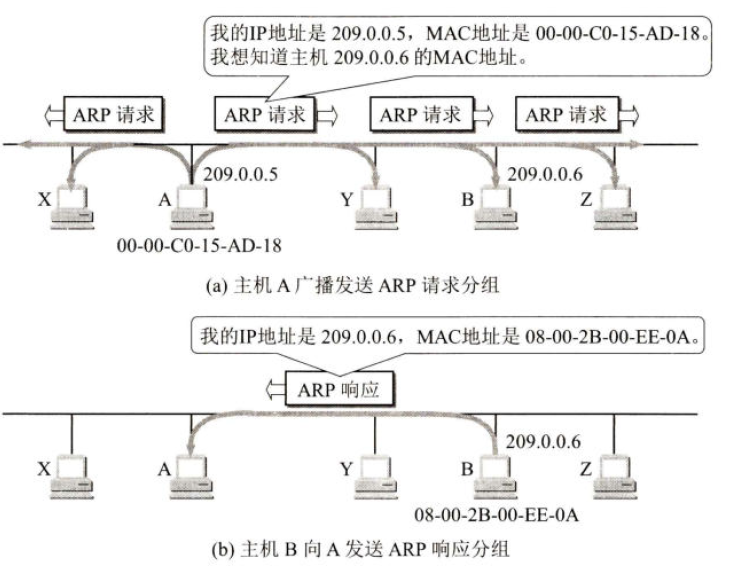 我的IP地址是 209.0.0.5，MAC地址是 00-00-C0-15-AD-18。
我想知道主机 209.0.0.6 的MAC地址。
ARP 请求
ARP 请求
ARP 请求
ARP 请求
209.0.0.5
209.0.0.6
X
A
Y
B
Z
00-00-C0-15-AD-18
(a) 主机 A 广播发送 ARP 请求分组
我的IP地址是 209.0.0.6，MAC地址是 08-00-2B-00-EE-0A。
ARP 响应
209.0.0.6
X
A
Y
B
Z
08-00-2B-00-EE-0A
(b) 主机 B 向 A 发送 ARP 响应分组